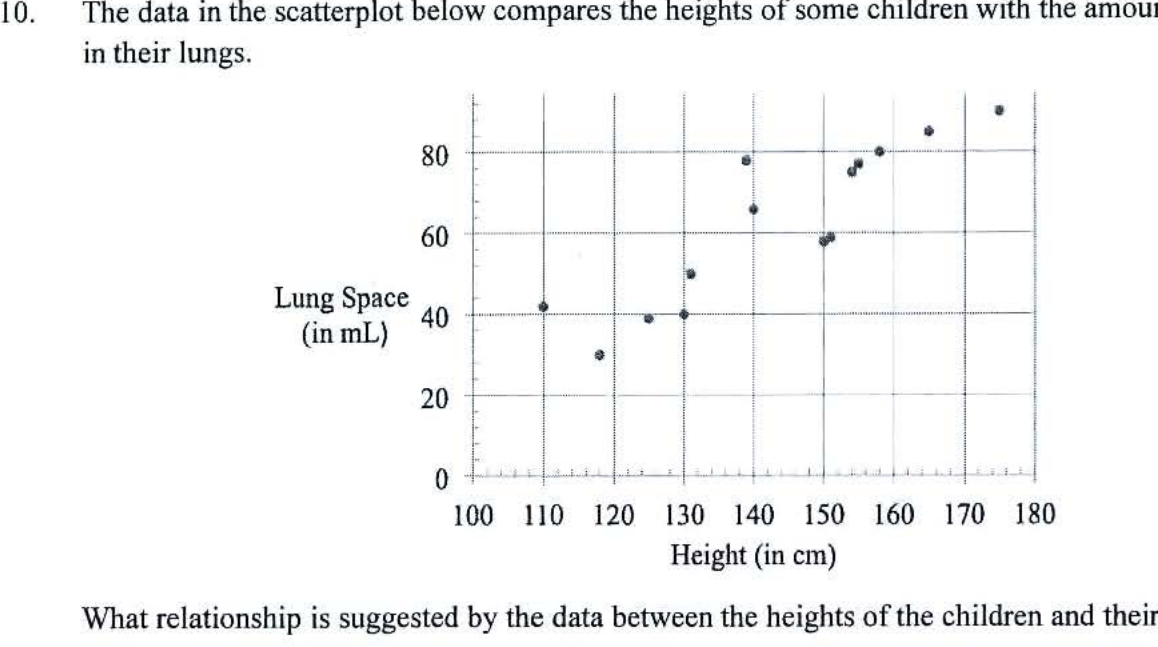 10. The data in the scatterplot below compares the heights of some children with the
in their lungs.
80
60
Lung Space
(in mL)
40
20
0
100 110 120 130 140 150 160 170 180
Height (in cm)
What relationship is suggested by the data between the heights of the children and their